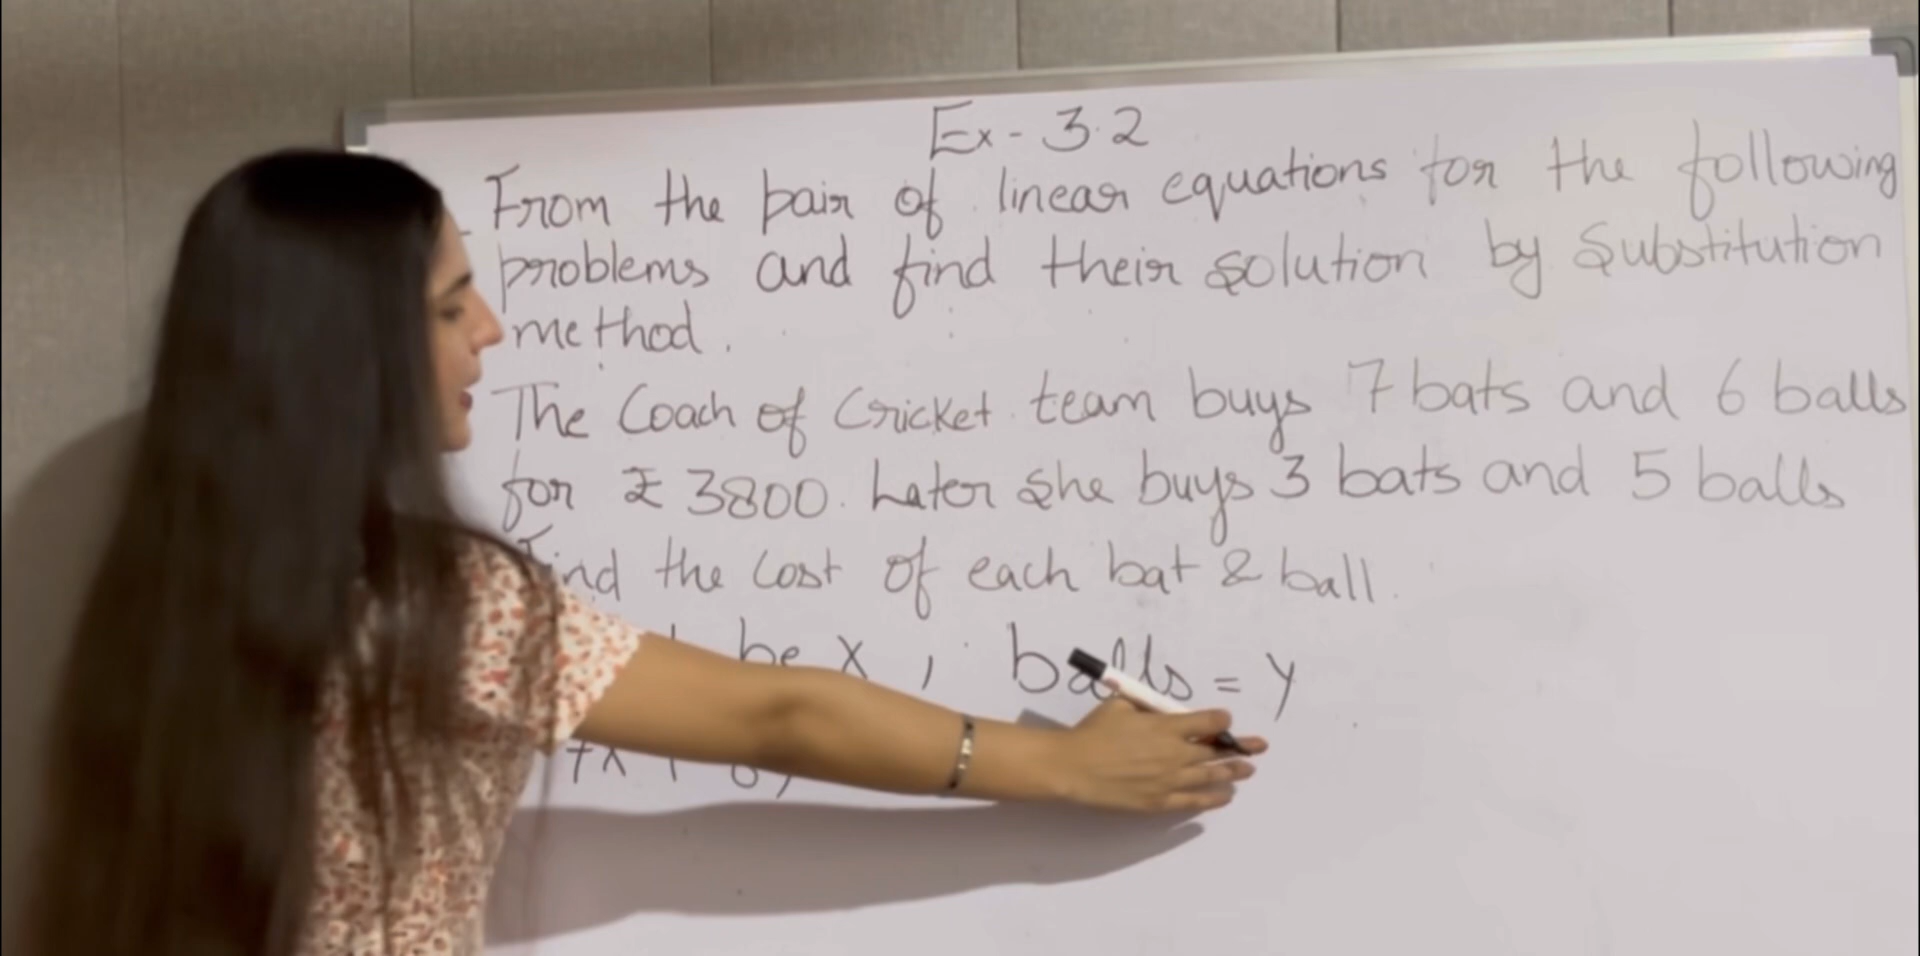 Ex - 3.2
From the pair of linear equations for the following
problems and find their solution by Substitution
method.
The Coach of Cricket team buys 7 bats and 6 balls
for ₹ 3800. Later she buys 3 bats and 5 balls
Find the cost of each bat & ball.
be x , balls = y
7x + 6y